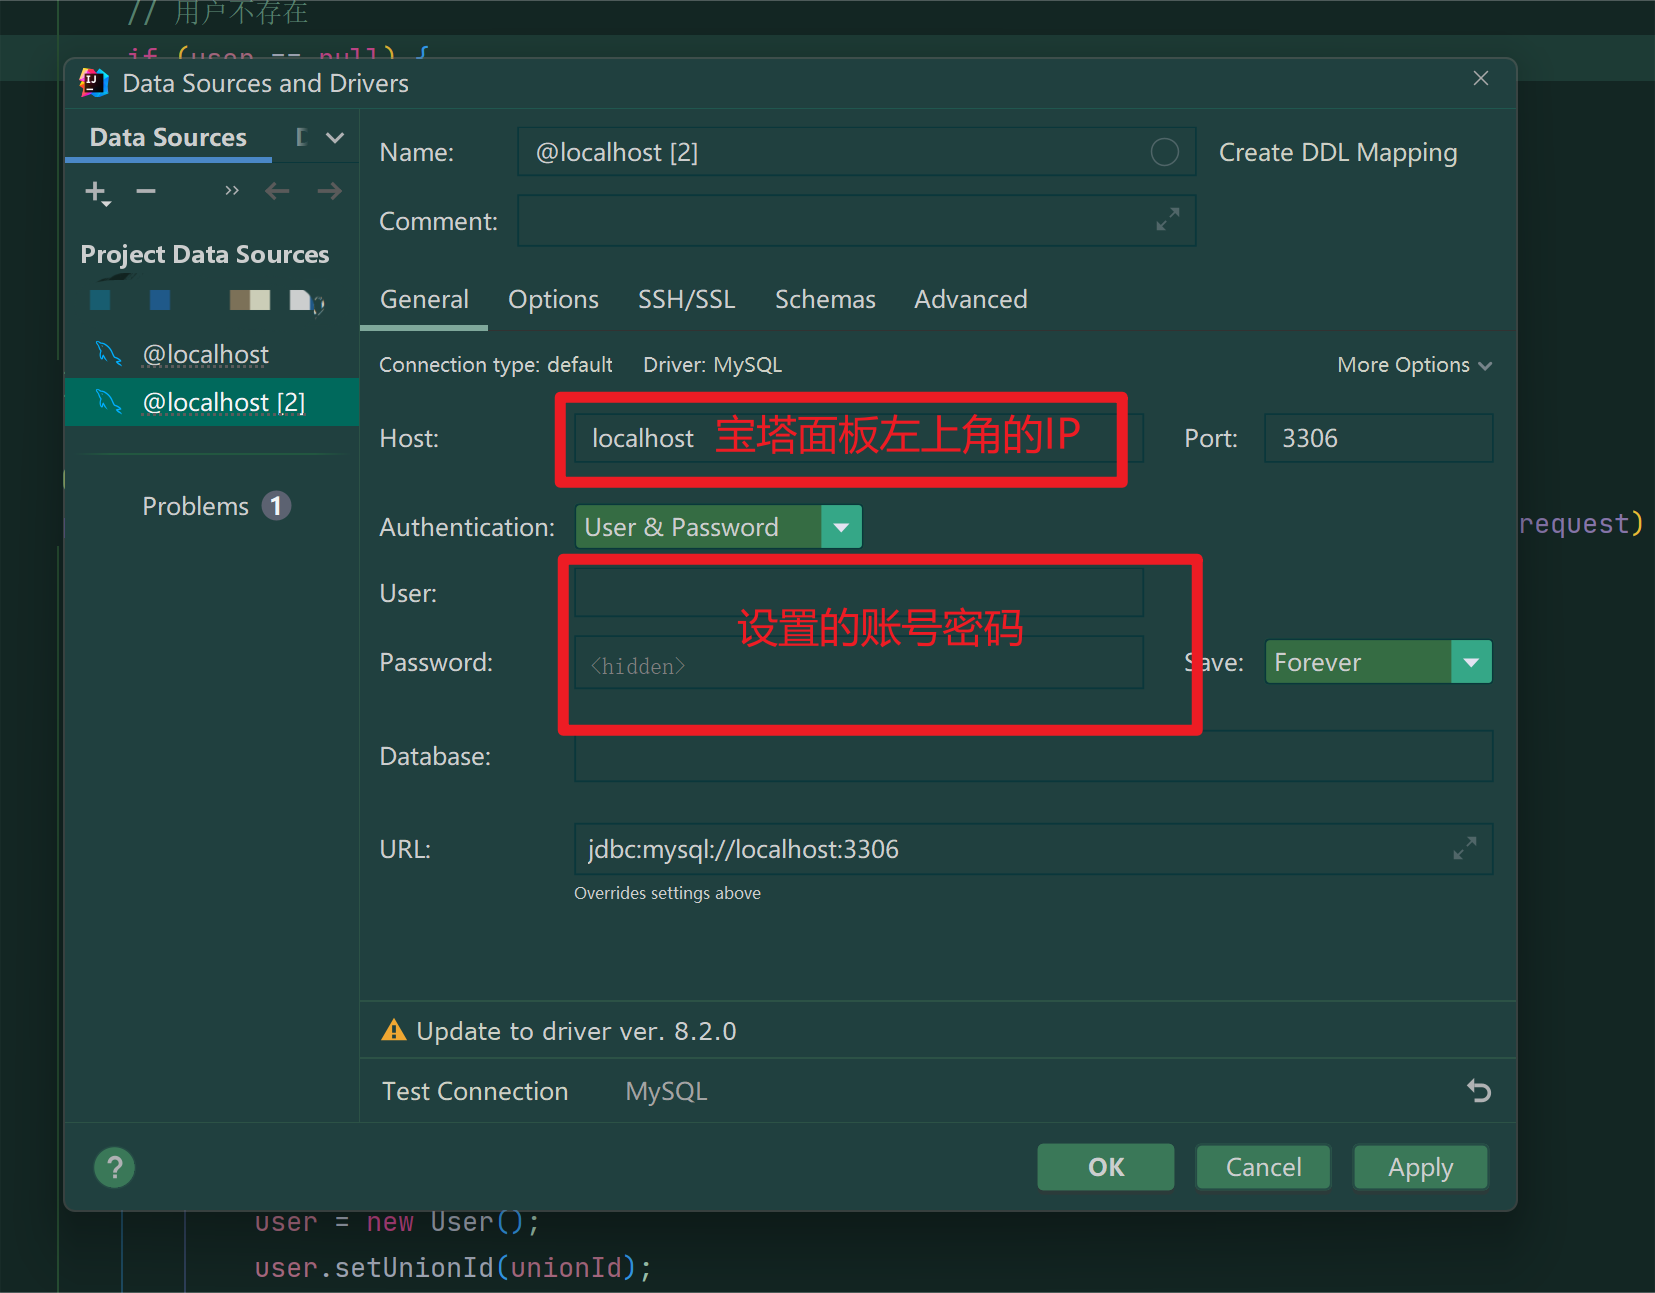 // 用户不存在
if (user == null) {
Data Sources and Drivers
Data Sources
Name:
@localhost [2]
Create DDL Mapping
Comment:
Project Data Sources
General
Options
SSH/SSL
Schemas
Advanced
@localhost
@localhost [2]
Connection type: default
Driver: MySQL
More Options
Host:
localhost
宝塔面板左上角的IP
Port:
3306
Problems
1
request)
Authentication:
User & Password
User:
设置的账号密码
Password:
<hidden>
Save:
Forever
Database:
URL:
jdbc:mysql://localhost:3306
Overrides settings above
Update to driver ver. 8.2.0
Test Connection
MySQL
?
OK
Cancel
Apply
user = new User();
user.setUnionId(unionId);